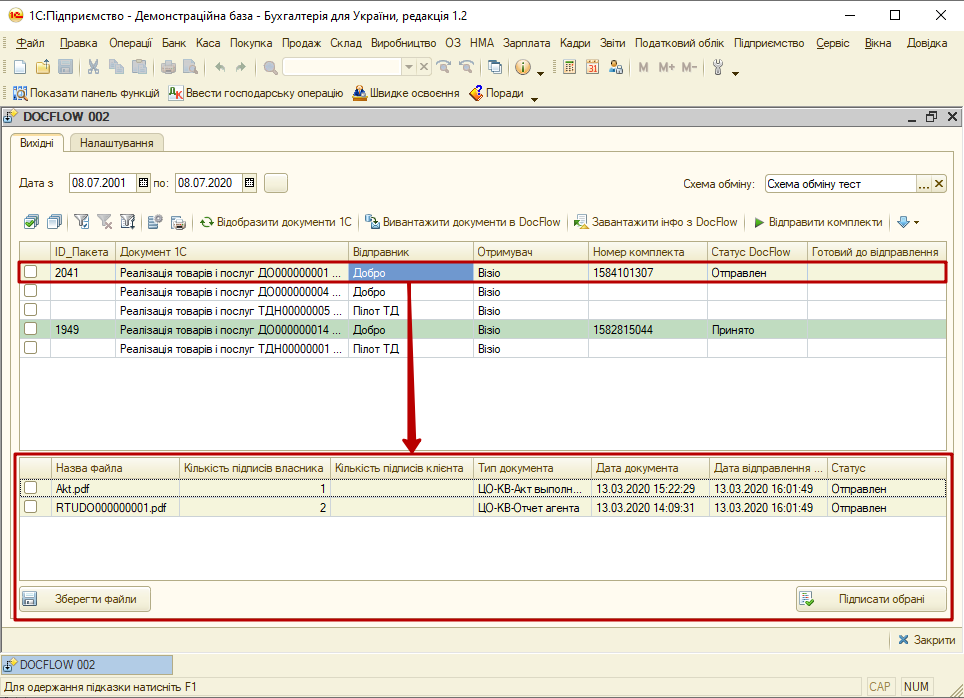 1С:Підприємство - Демонстраційна база - Бухгалтерія для України, редакція 1.2
Файл Правка Операції Банк Каса Покупка Продаж Склад Виробництво ОЗ НМА Зарплата Кадри Звіти Податковий облік Підприємство Сервіс Вікна Довідка
M M+ M-
Показати панель функцій Ввести господарську операцію Швидке освоєння Поради
DOCFLOW 002
Вихідні Налаштування
Дата з 08.07.2001 по: 08.07.2020 Схема обміну: Схема обміну тест ...
Відобразити документи 1С Вивантажити документи в DocFlow Завантажити інфо з DocFlow Відправити комплекти
ID_Пакета Документ 1С Відправник Отримувач Номер комплекта Статус DocFlow Готовий до відправлення
2041 Реалізація товарів і послуг ДО000000001 ... Добро Візіо 1584101307 Отправлен
Реалізація товарів і послуг ДО000000004 ... Добро Візіо
Реалізація товарів і послуг ТДН00000005 ... Пілот ТД Візіо
1949 Реалізація товарів і послуг ДО000000014 ... Добро Візіо 1582815044 Принято
Реалізація товарів і послуг ТДН00000001 ... Пілот ТД Візіо
Назва файла Кількість підписів власника Кількість підписів клієнта Тип документа Дата документа Дата відправлення ... Статус
Akt.pdf 1 ЦО-КВ-Акт выполн... 13.03.2020 15:22:29 13.03.2020 16:01:49 Отправлен
RTUDO000000001.pdf 2 ЦО-КВ-Отчет агента 13.03.2020 14:09:31 13.03.2020 16:01:49 Отправлен
Зберегти файли Підписати обрані
Закрити
DOCFLOW 002
Для одержання підказки натисніть F1 CAP NUM